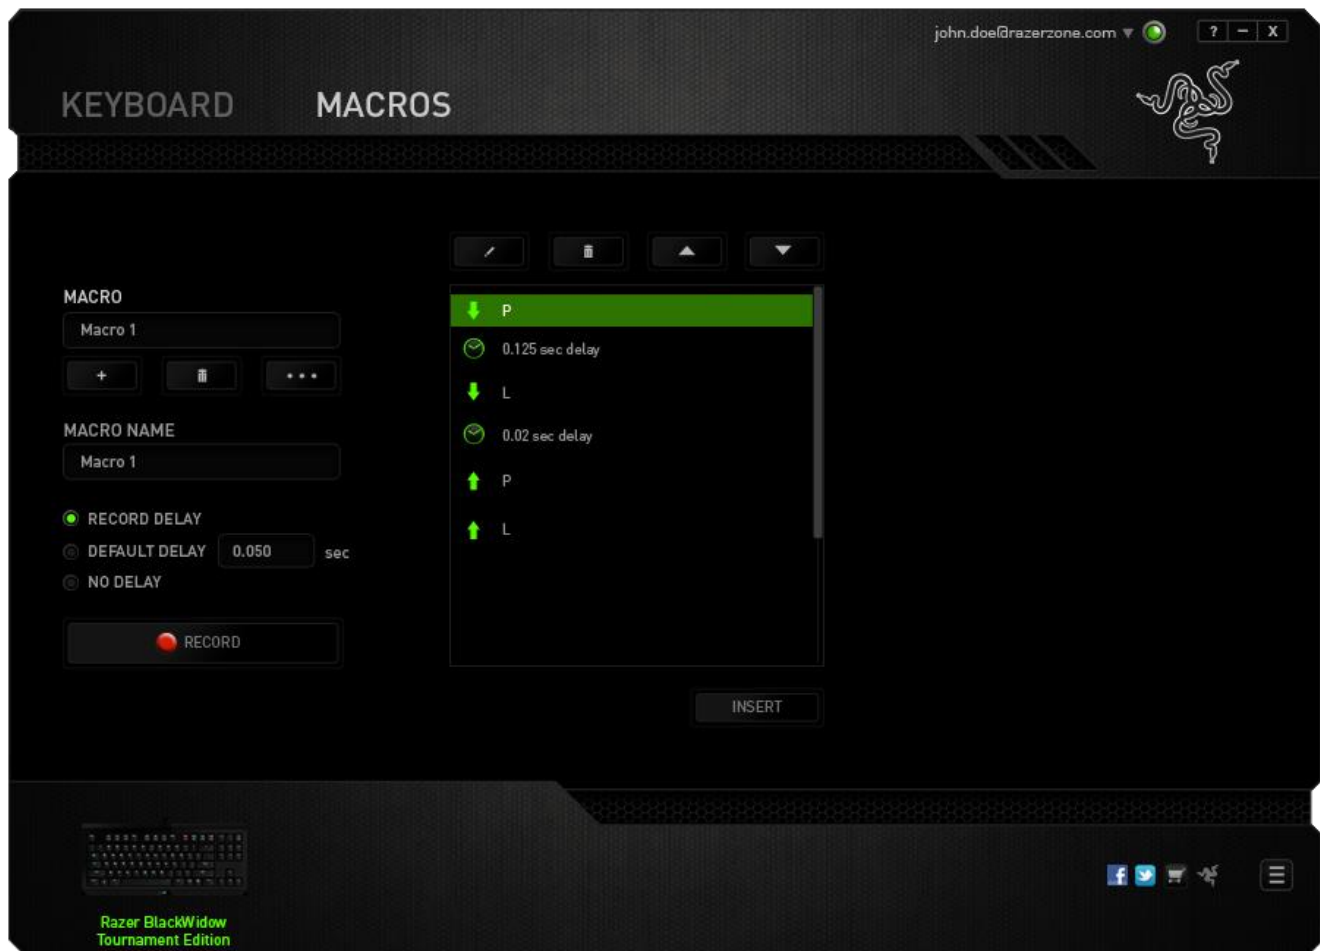 john.doe@razerzone.com
? – X
KEYBOARD MACROS
MACRO
Macro 1
+ •••
MACRO NAME
Macro 1
RECORD DELAY
DEFAULT DELAY 0.050 sec
NO DELAY
RECORD
P
0.125 sec delay
L
0.02 sec delay
P
L
INSERT
Razer BlackWidow
Tournament Edition